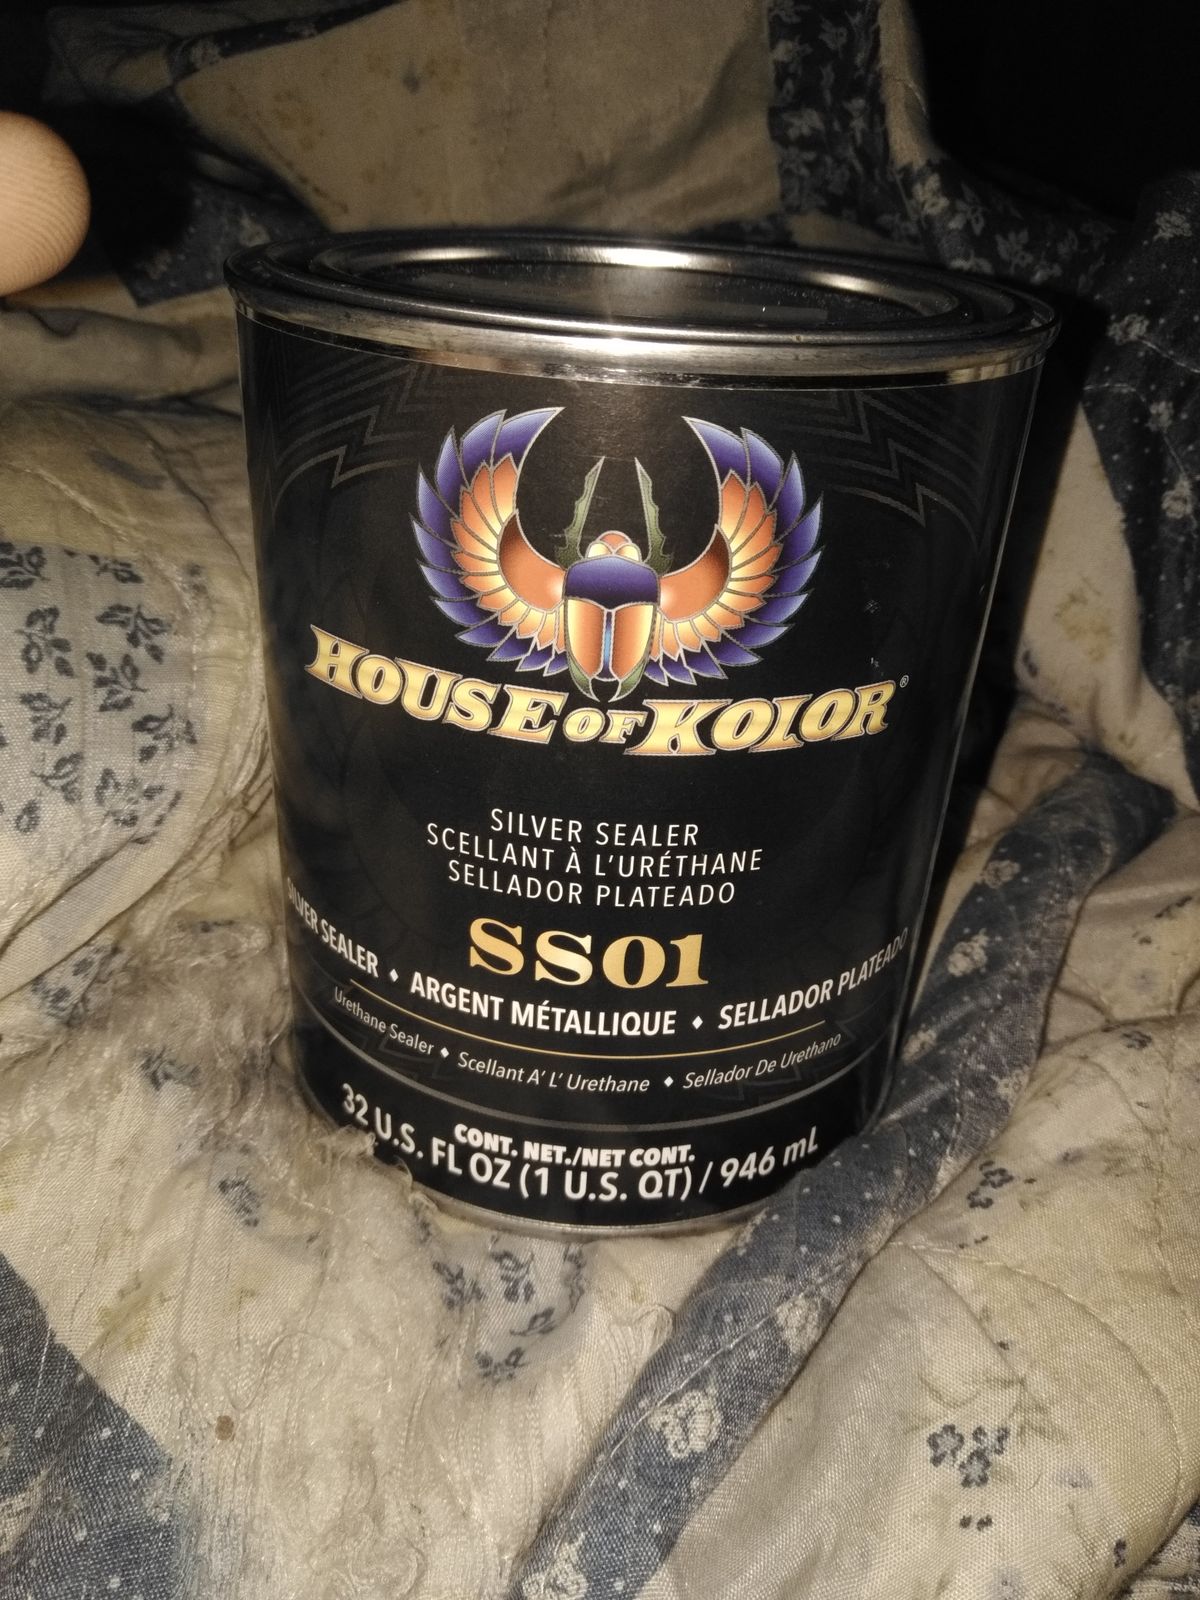 HOUSE OF KOLOR®
SILVER SEALER
SCELLANT À L'URÉTHANE
SELLADOR PLATEADO
SS01
SILVER SEALER ♦ ARGENT MÉTALLIQUE ♦ SELLADOR PLATEADO
Urethane Sealer ♦ Scellant A' L' Urethane ♦ Sellador De Urethano
CONT. NET./NET CONT.
32 U.S. FL OZ (1 U.S. QT) / 946 mL